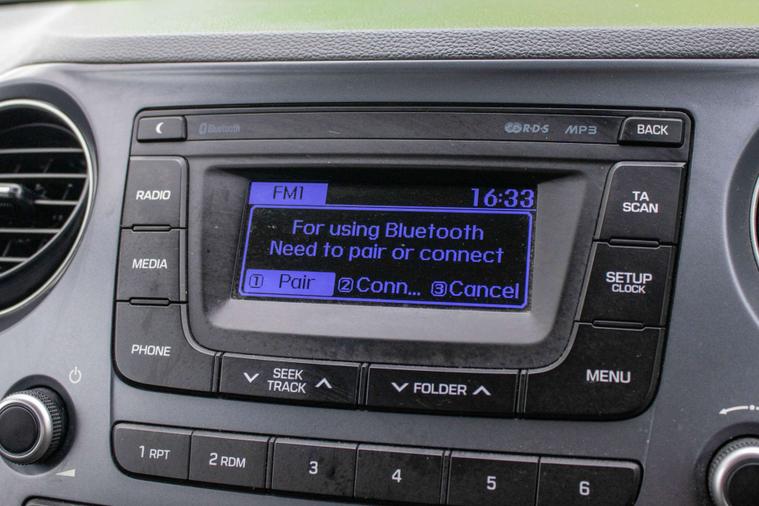 Bluetooth
R·D·S
MP3
BACK
RADIO
MEDIA
PHONE
FM1
16:33
For using Bluetooth
Need to pair or connect
1 Pair
2 Conn...
3 Cancel
TA
SCAN
SETUP
CLOCK
MENU
SEEK
TRACK
FOLDER
1 RPT
2 RDM
3
4
5
6